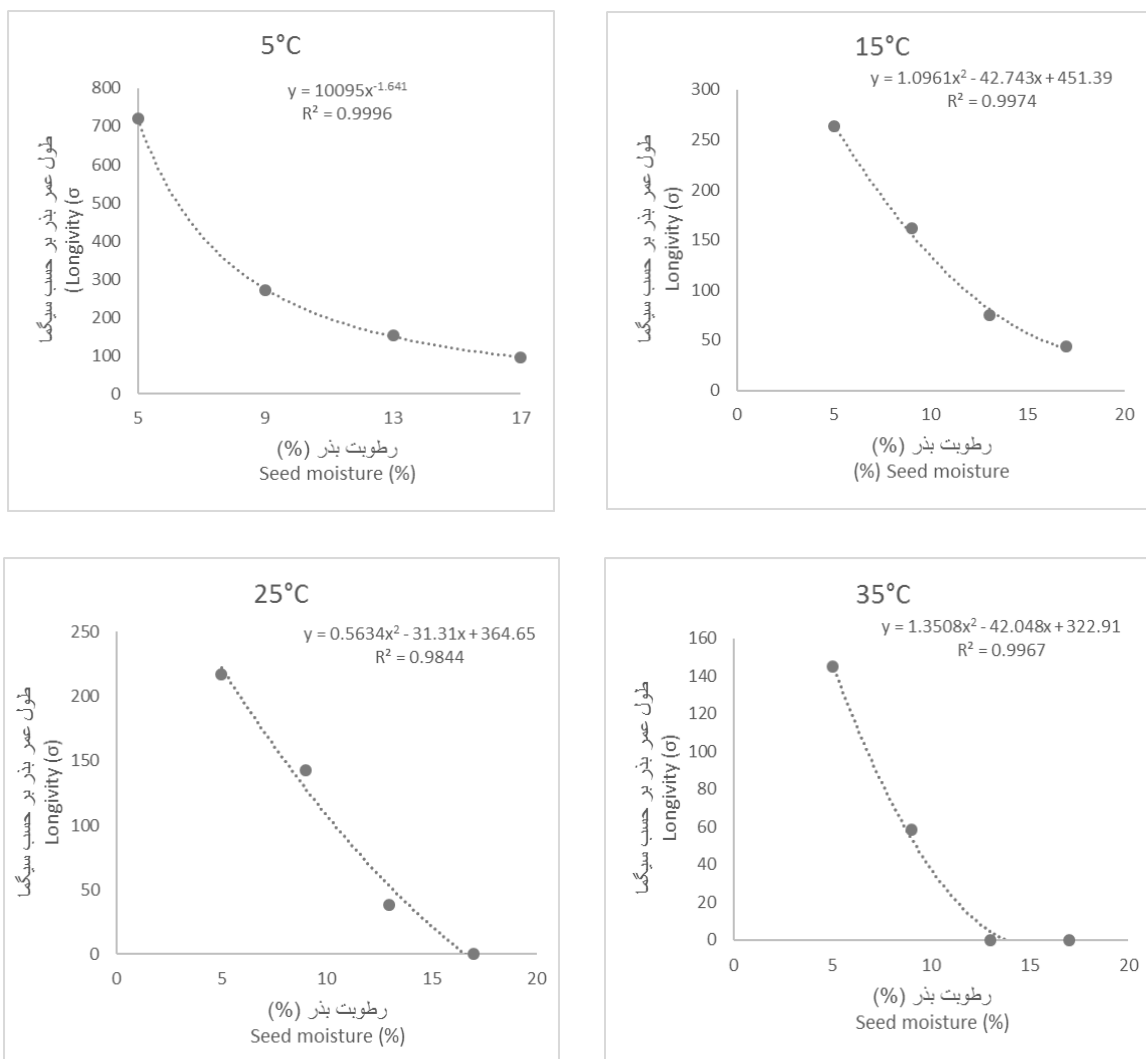 5°C
y = 10095x^-1.641
R² = 0.9996
800
700
600
500
400
300
200
100
0
5
9
13
17
طول عمر بذر بر حسب سیگما
(Longivity (σ
رطوبت بذر (%)
Seed moisture (%)
15°C
y = 1.0961x² - 42.743x + 451.39
R² = 0.9974
300
250
200
150
100
50
0
0
5
10
15
20
طول عمر بذر بر حسب سیگما
Longivity (σ)
رطوبت بذر (%)
(%) Seed moisture
25°C
y = 0.5634x² - 31.31x + 364.65
R² = 0.9844
250
200
150
100
50
0
0
5
10
15
20
طول عمر بذر بر حسب سیگما
Longivity (σ)
رطوبت بذر (%)
Seed moisture (%)
35°C
y = 1.3508x² - 42.048x + 322.91
R² = 0.9967
160
140
120
100
80
60
40
20
0
0
5
10
15
20
طول عمر بذر بر حسب سیگما
Longivity (σ)
رطوبت بذر (%)
Seed moisture (%)